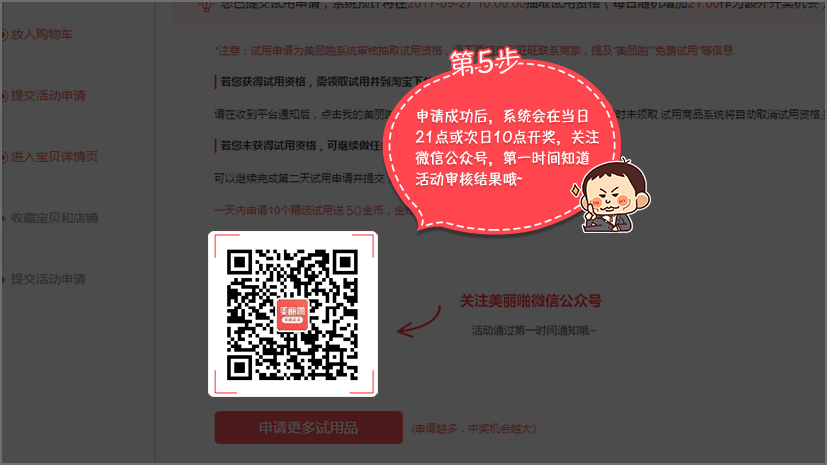 您已提交试用申请，系统预计将在2017-09-27 10:00:00抽取试用资格（每日随机增加21:00作为额外开奖机会
放入购物车
*注意：试用申请为美丽啪系统审核抽取试用资格，
旺旺联系商家，提及"美丽啪""免费试用"等信息
第5步
若您获得试用资格，需领取试用并到淘宝下
提交活动申请
请在收到平台通知后，点击我的美丽
时未领取 试用商品系统将自动取消试用资格
申请成功后，系统会在当日
21点或次日10点开奖，关注
微信公众号，第一时间知道
活动审核结果哦~
若您未获得试用资格，可继续做任
进入宝贝详情页
可以继续完成第二天试用申请并提交
一天内申请10个精选试用送 50金币，
收藏宝贝和店铺
提交活动申请
美丽啪
关注美丽啪微信公众号
活动通过第一时间通知哦~
申请更多试用品
(申请越多，中奖机会越大)